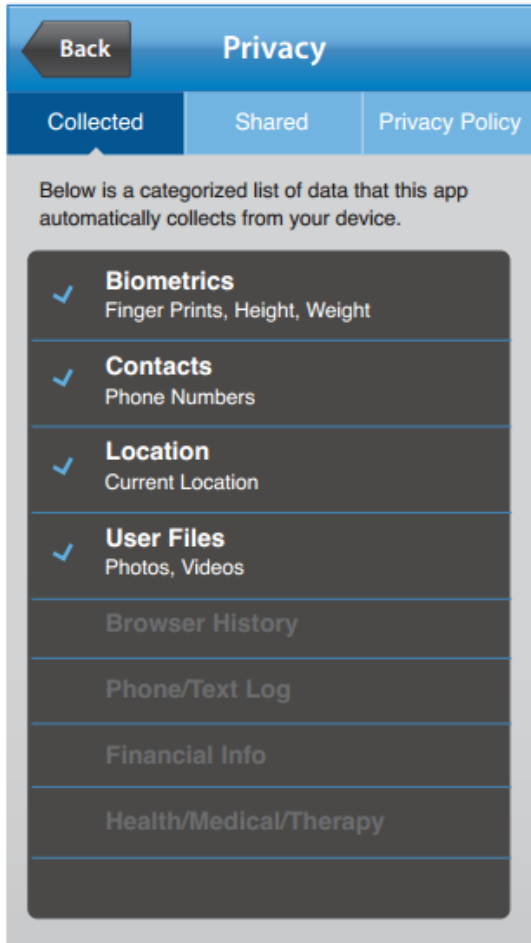 Back
Privacy
Collected
Shared
Privacy Policy
Below is a categorized list of data that this app
automatically collects from your device.
Biometrics
Finger Prints, Height, Weight
Contacts
Phone Numbers
Location
Current Location
User Files
Photos, Videos
Browser History
Phone/Text Log
Financial Info
Health/Medical/Therapy